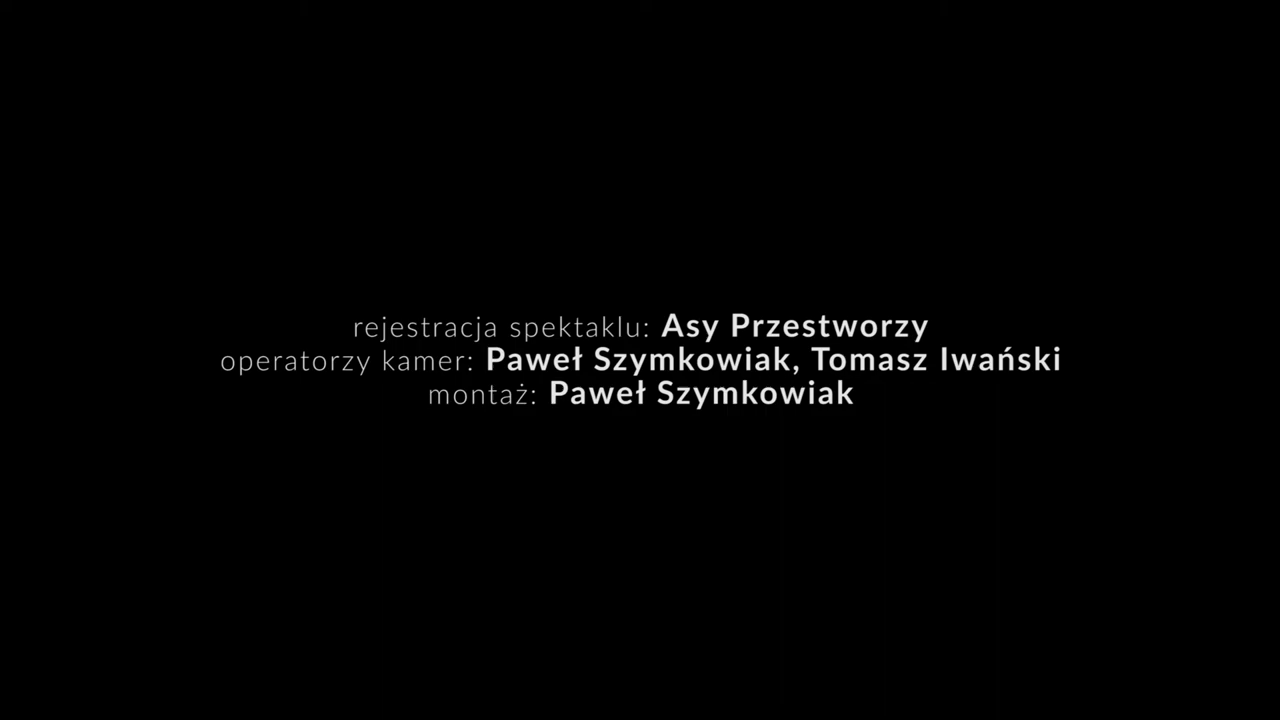 rejestracja spektaklu: Asy Przestworzy
operatorzy kamer: Paweł Szymkowiak, Tomasz Iwański
montaż: Paweł Szymkowiak